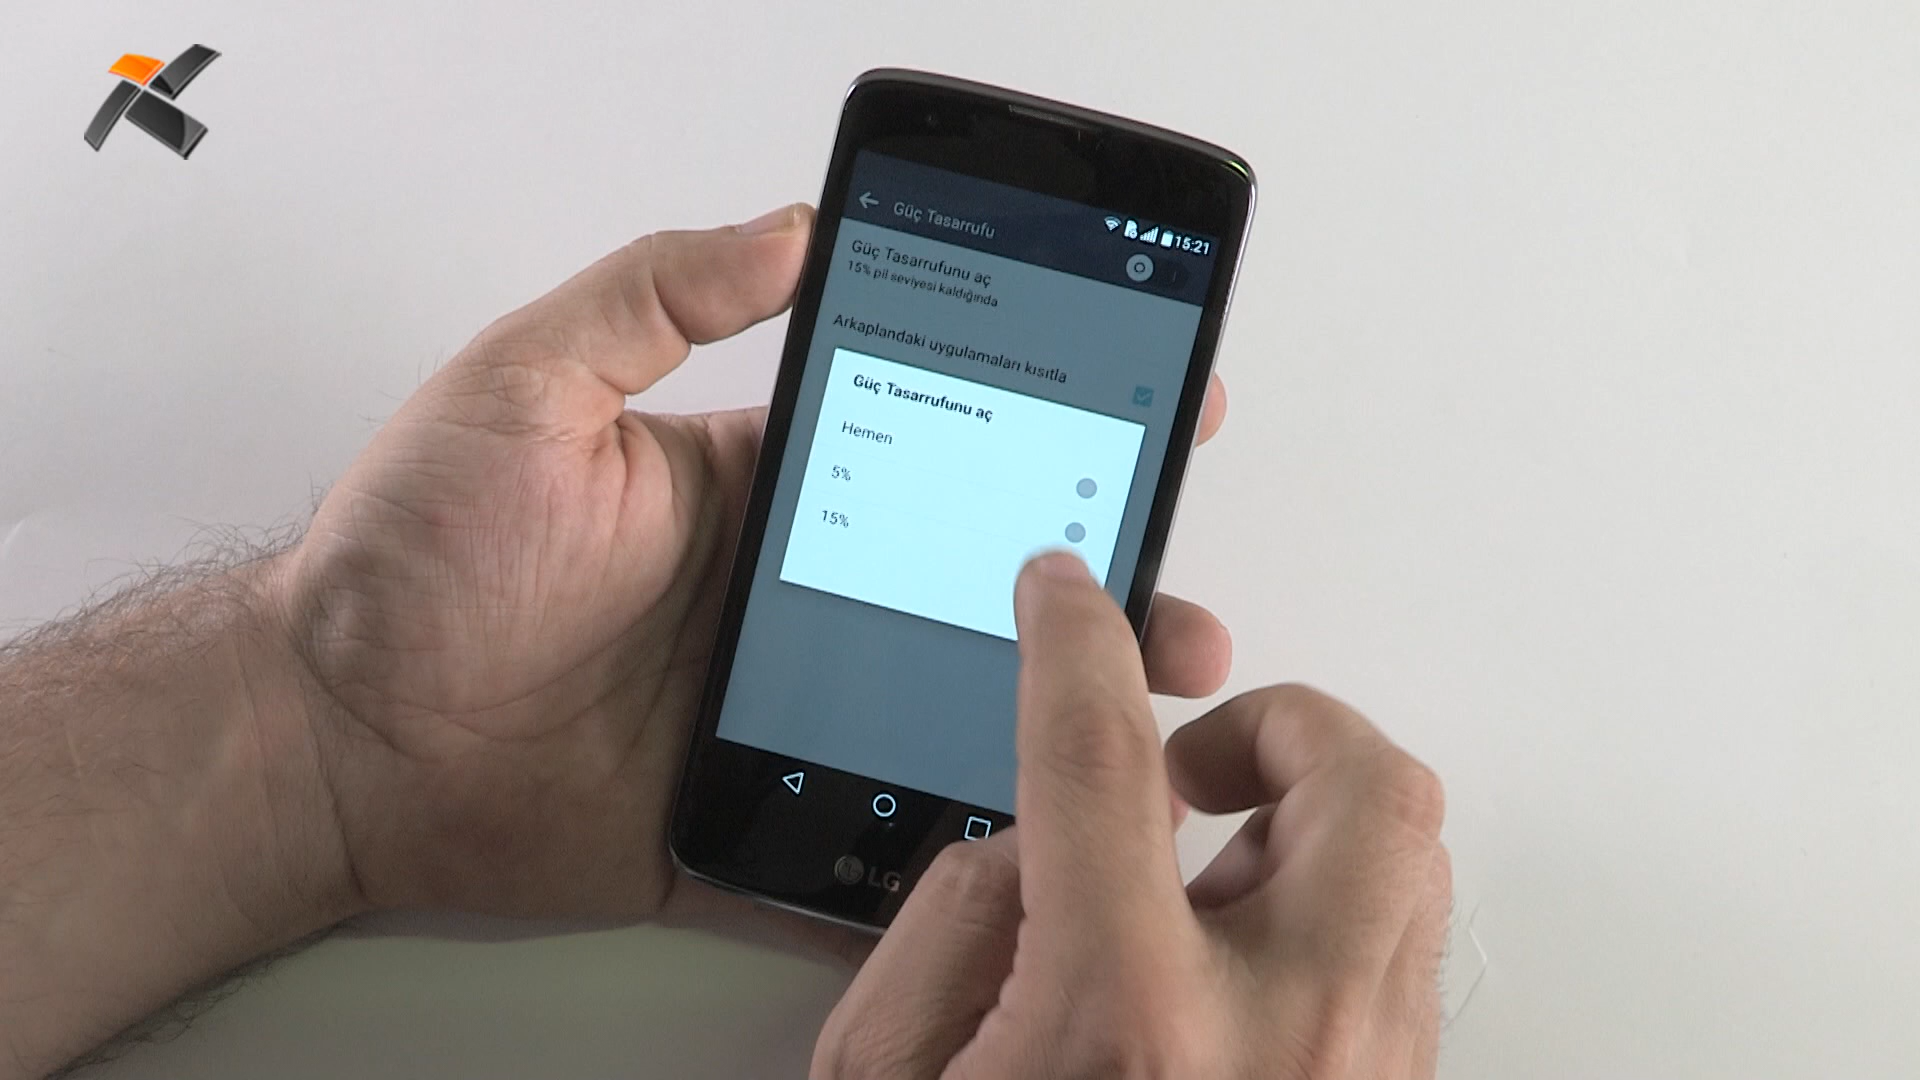 15:21
Güç Tasarrufu
Güç Tasarrufunu aç
15% pil seviyesi kaldığında
Arkaplandaki uygulamaları kısıtla
Güç Tasarrufunu aç
Hemen
5%
15%
LG